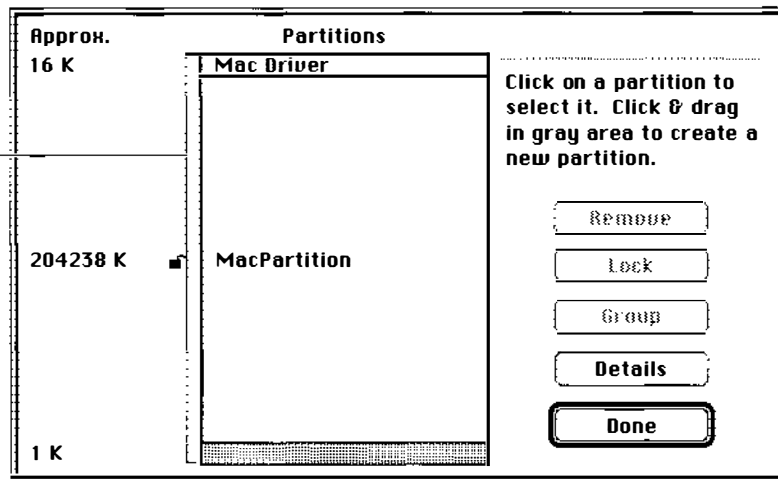 Approx. Partitions
16 K Mac Driver
Click on a partition to
select it. Click & drag
in gray area to create a
new partition.
Remove
204238 K MacPartition
Lock
Group
Details
Done
1 K